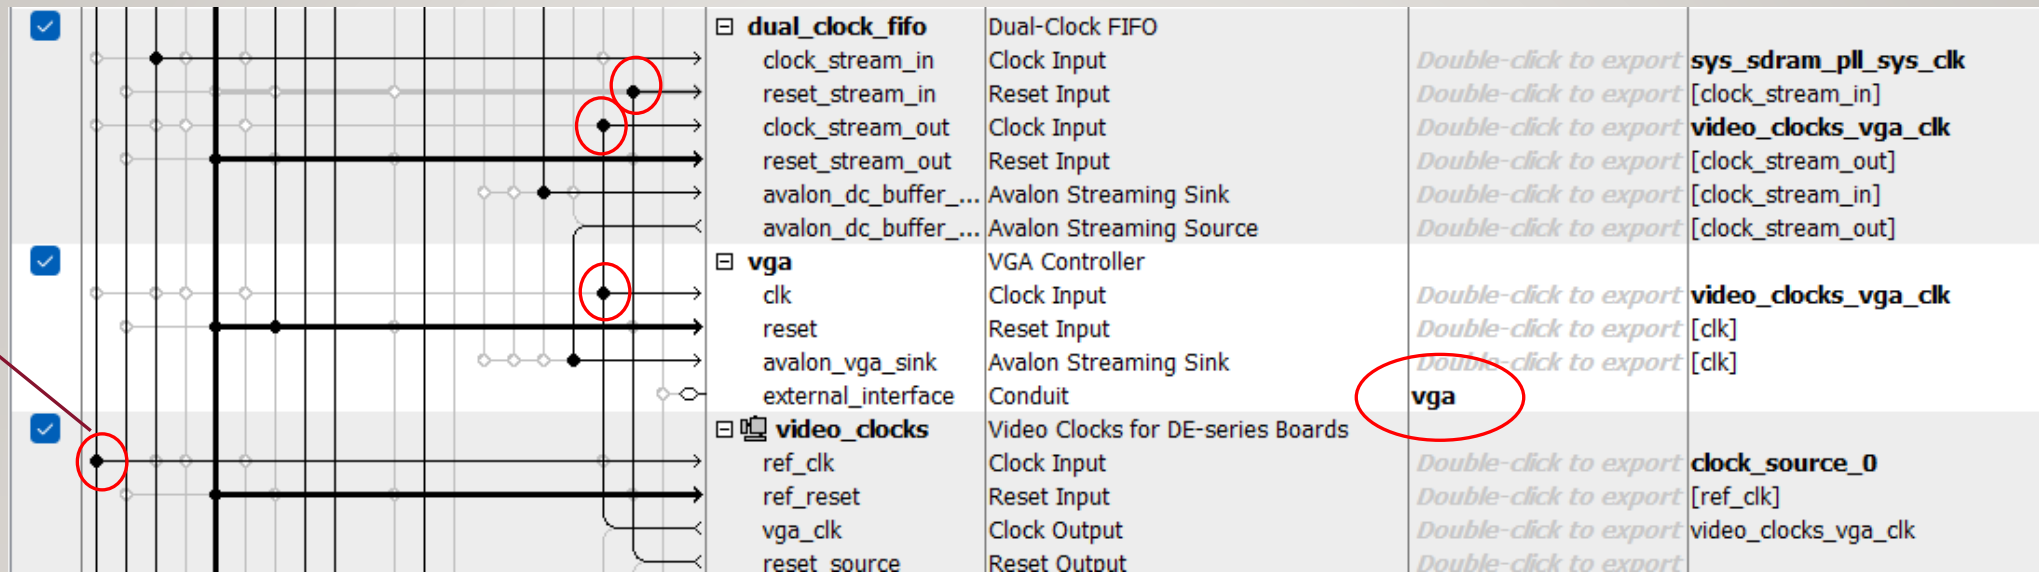 dual_clock_fifo Dual-Clock FIFO
clock_stream_in Clock Input Double-click to export sys_sdram_pll_sys_clk
reset_stream_in Reset Input Double-click to export [clock_stream_in]
clock_stream_out Clock Input Double-click to export video_clocks_vga_clk
reset_stream_out Reset Input Double-click to export [clock_stream_out]
avalon_dc_buffer_... Avalon Streaming Sink Double-click to export [clock_stream_in]
avalon_dc_buffer_... Avalon Streaming Source Double-click to export [clock_stream_out]
vga VGA Controller
clk Clock Input Double-click to export video_clocks_vga_clk
reset Reset Input Double-click to export [clk]
avalon_vga_sink Avalon Streaming Sink Double-click to export [clk]
external_interface Conduit vga
video_clocks Video Clocks for DE-series Boards
ref_clk Clock Input Double-click to export clock_source_0
ref_reset Reset Input Double-click to export [ref_clk]
vga_clk Clock Output Double-click to export video_clocks_vga_clk
reset_source Reset Output Double-click to export